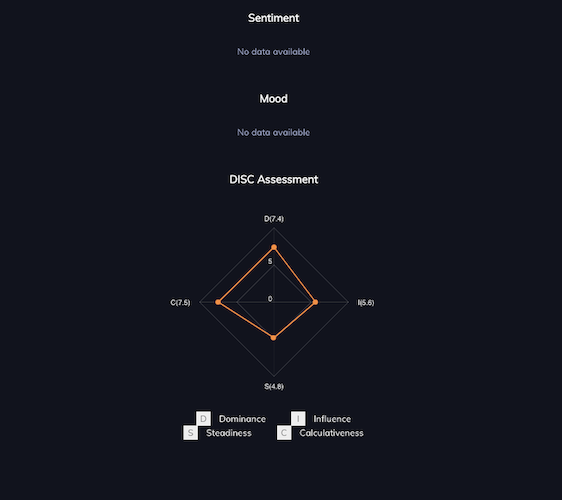 Sentiment
No data available
Mood
No data available
DISC Assessment
D(7.4)
5
0
C(7.5)
I(5.6)
S(4.8)
D Dominance I Influence
S Steadiness C Calculativeness